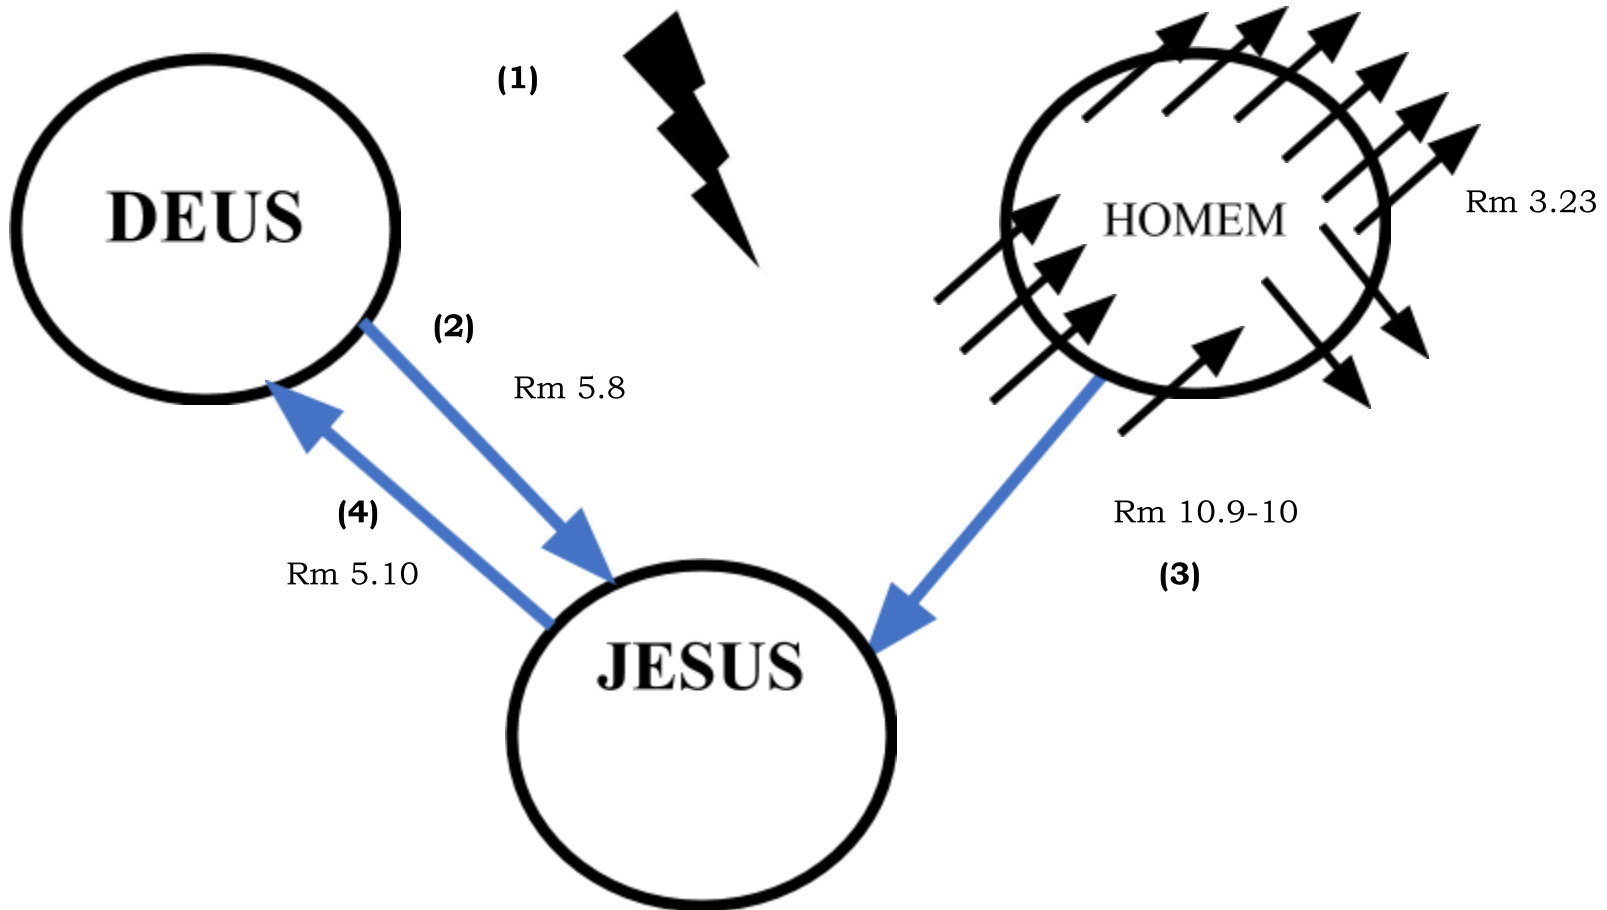 (1)
DEUS
HOMEM
Rm 3.23
(2)
Rm 5.8
(4)
Rm 10.9-10
Rm 5.10
(3)
JESUS